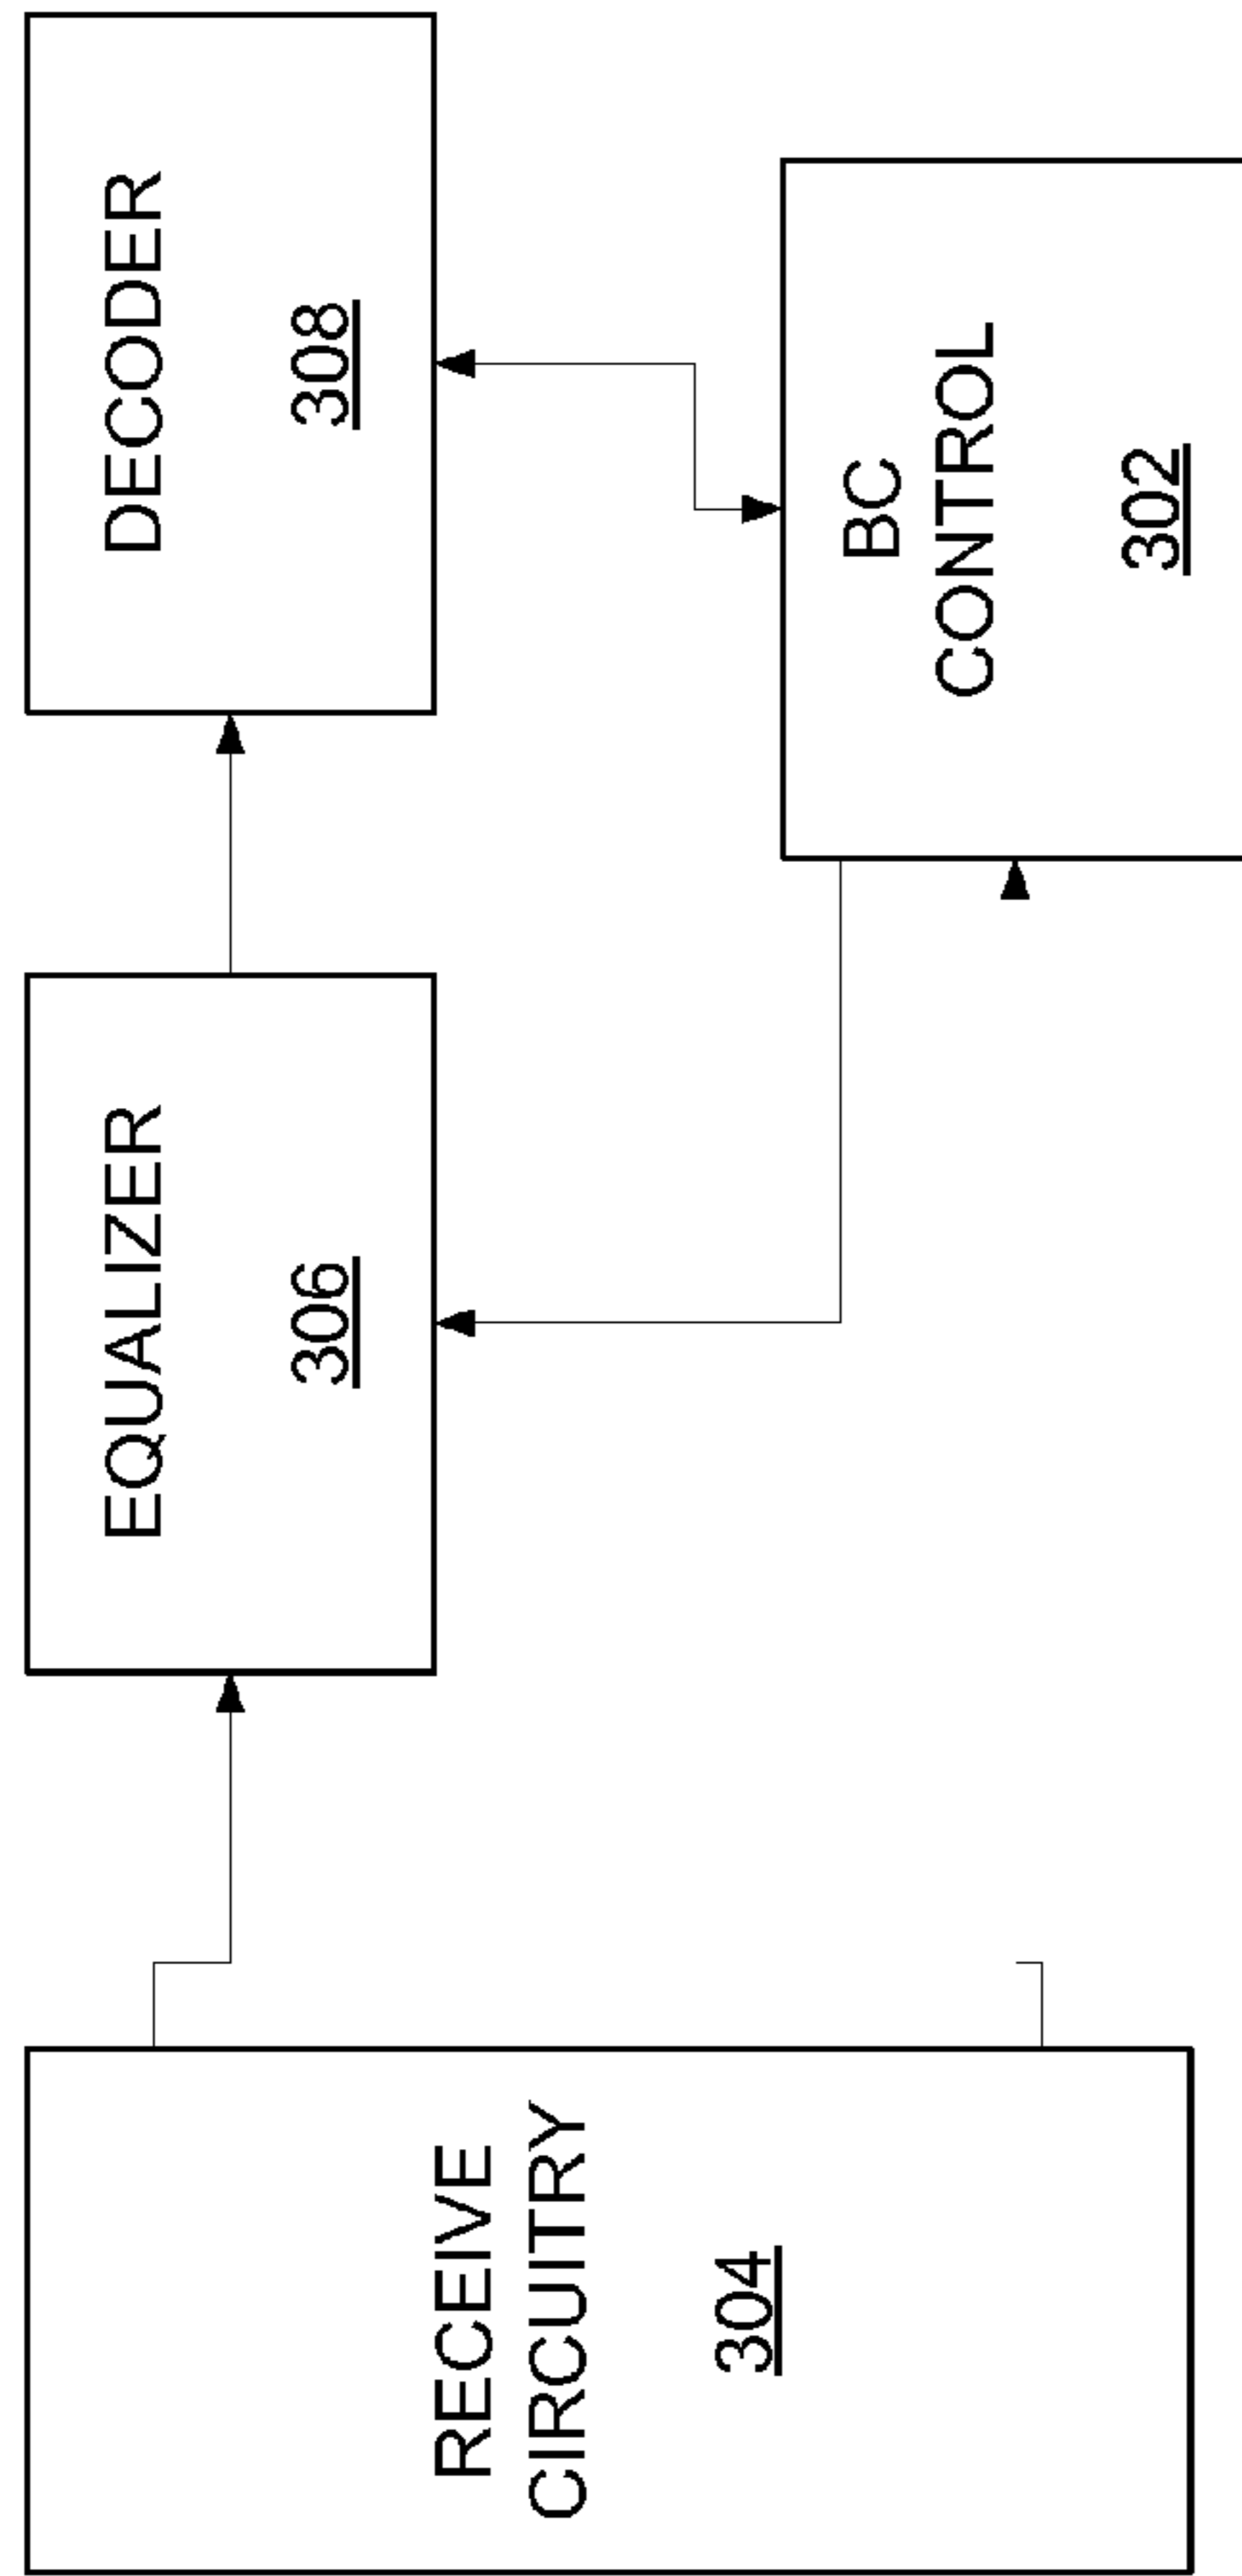 RECEIVE
CIRCUITRY
304
EQUALIZER
306
DECODER
308
BC
CONTROL
302